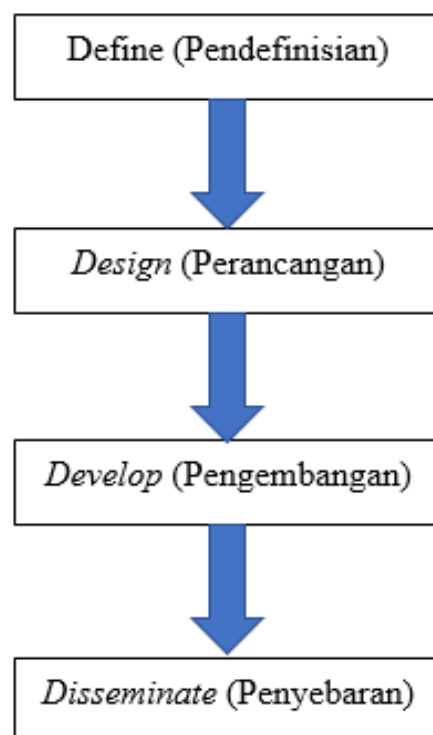 Define (Pendefinisian)
Design (Perancangan)
Develop (Pengembangan)
Disseminate (Penyebaran)